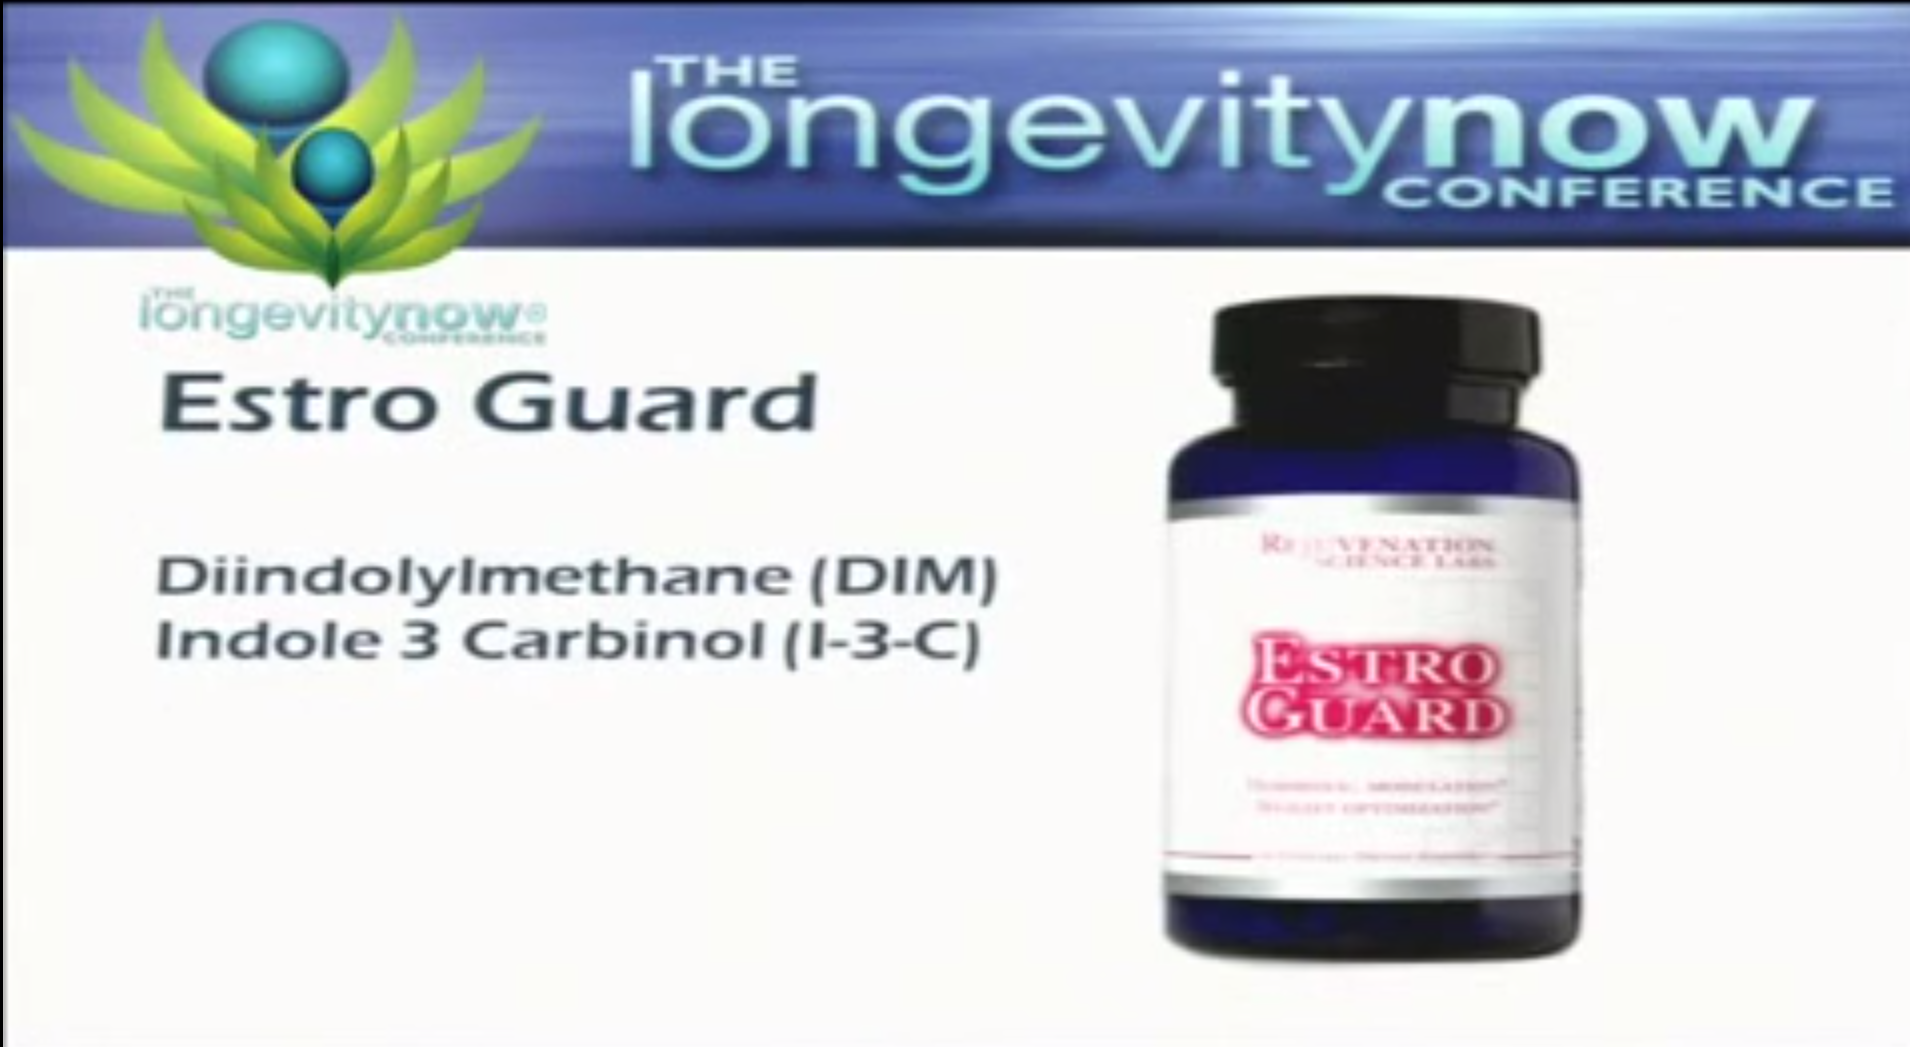 THE
longevitynow
CONFERENCE
THE
longevitynow®
CONFERENCE
Estro Guard
Diindolylmethane (DIM)
Indole 3 Carbinol (I-3-C)
REJUVENATION
SCIENCE LABS
ESTRO
GUARD